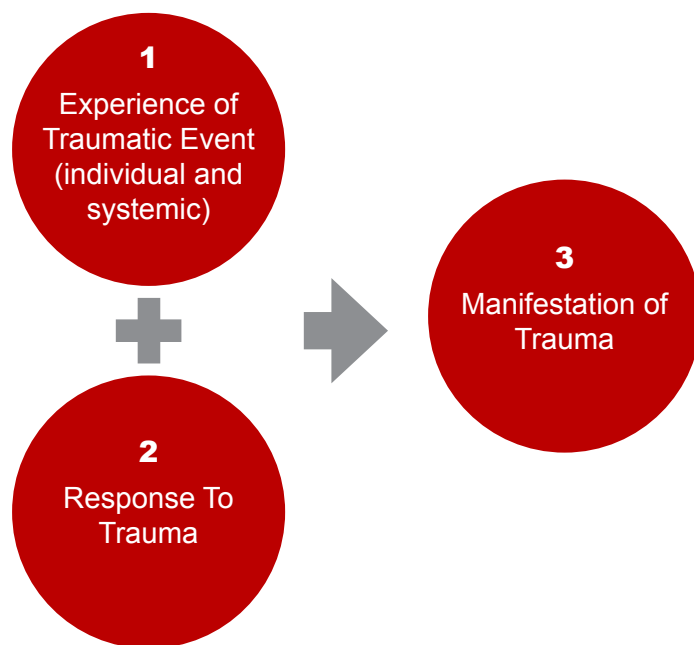 1
Experience of
Traumatic Event
(individual and
systemic)
2
Response To
Trauma
3
Manifestation of
Trauma